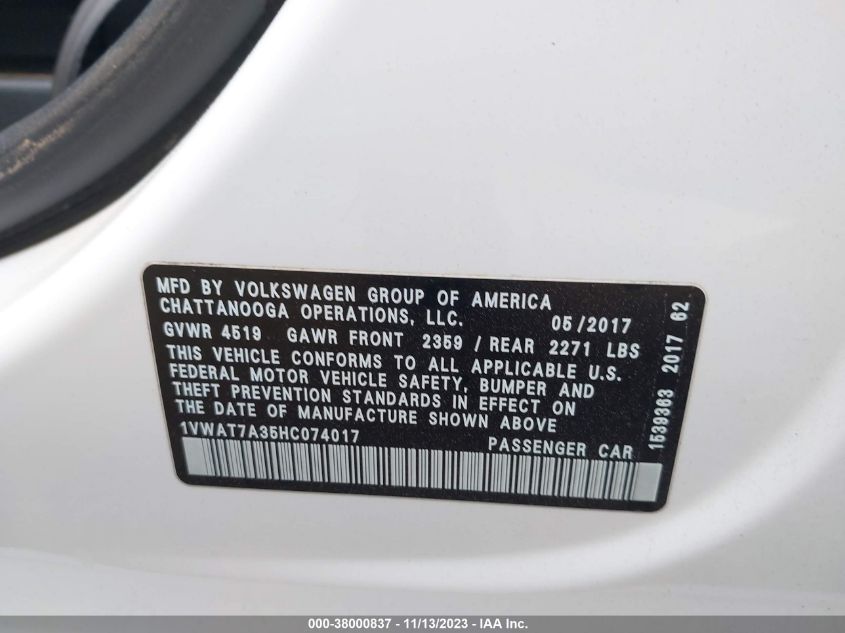 MFD BY VOLKSWAGEN GROUP OF AMERICA
CHATTANOOGA OPERATIONS, LLC. 05/2017
GVWR 4519 GAWR FRONT 2359 / REAR 2271 LBS
THIS VEHICLE CONFORMS TO ALL APPLICABLE U.S.
FEDERAL MOTOR VEHICLE SAFETY, BUMPER AND
THEFT PREVENTION STANDARDS IN EFFECT ON
THE DATE OF MANUFACTURE SHOWN ABOVE
1VWAT7A35HC074017 PASSENGER CAR
1539363 2017 62
000-38000837 - 11/13/2023 - IAA Inc.